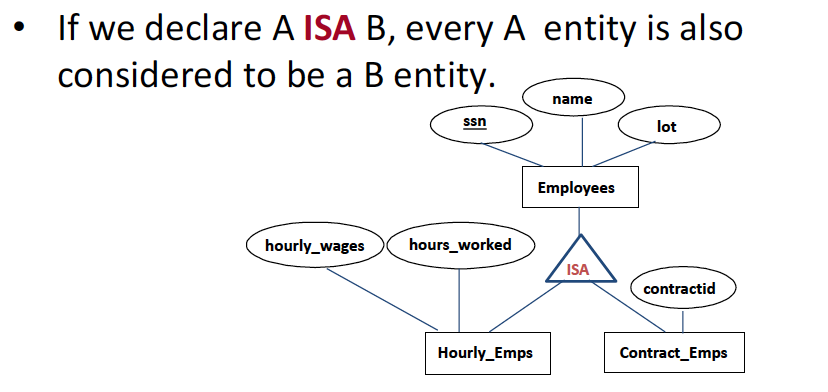 • If we declare A ISA B, every A entity is also
considered to be a B entity.
name
ssn
lot
Employees
hourly_wages
hours_worked
ISA
contractid
Hourly_Emps
Contract_Emps